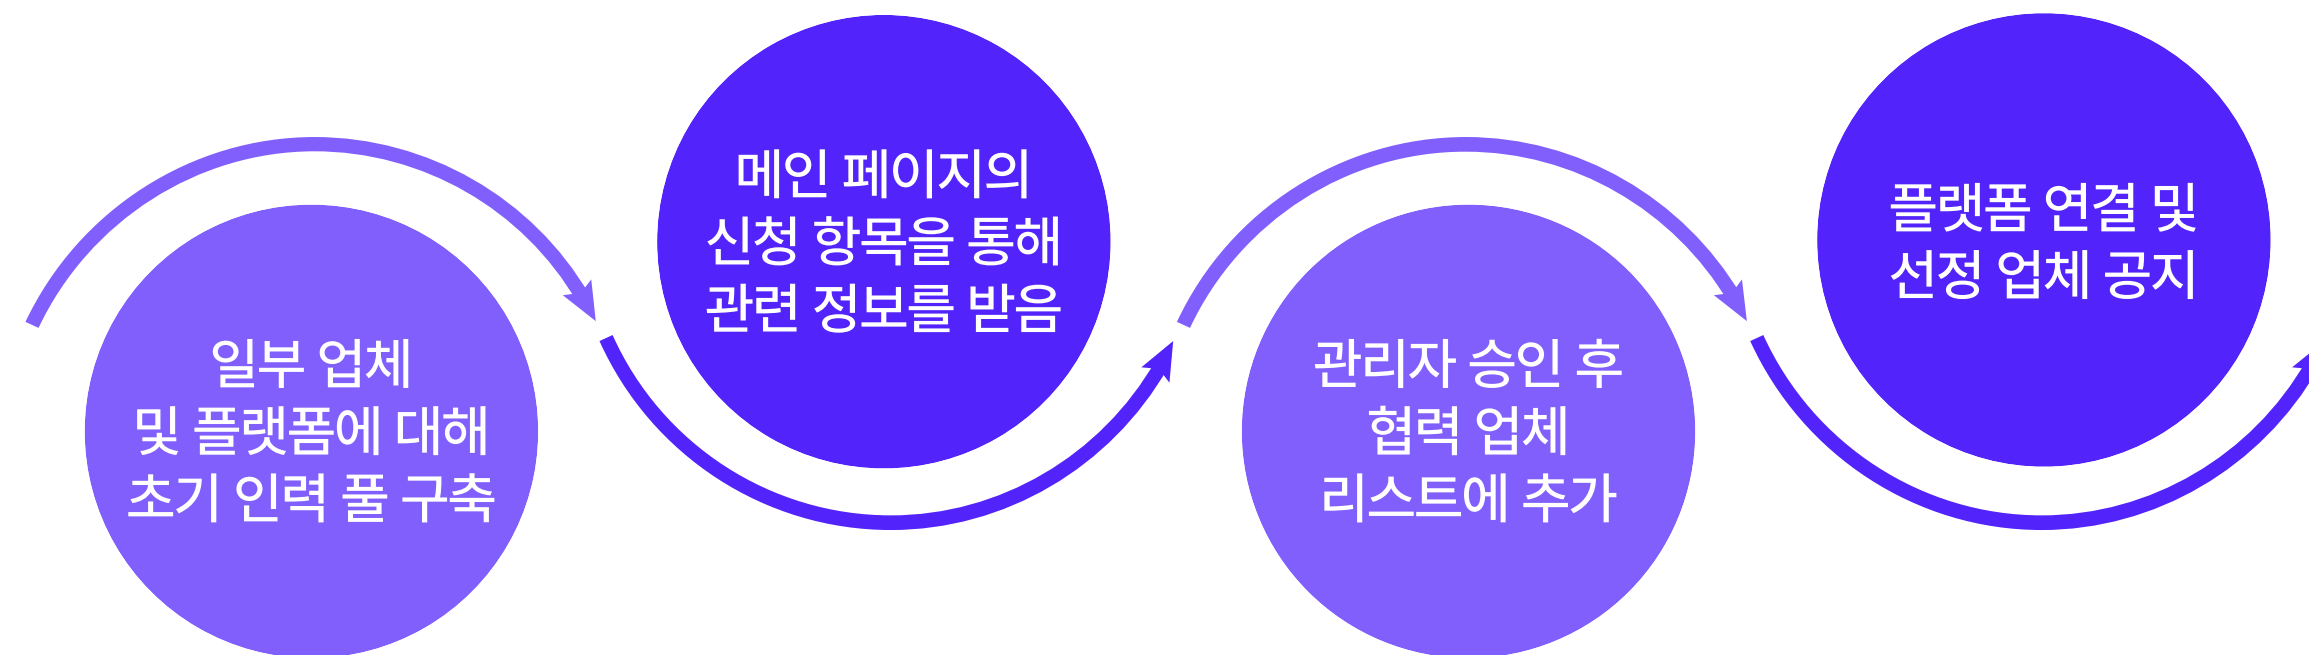 일부 업체
및 플랫폼에 대해
초기 인력 풀 구축
메인 페이지의
신청 항목을 통해
관련 정보를 받음
관리자 승인 후
협력 업체
리스트에 추가
플랫폼 연결 및
선정 업체 공지